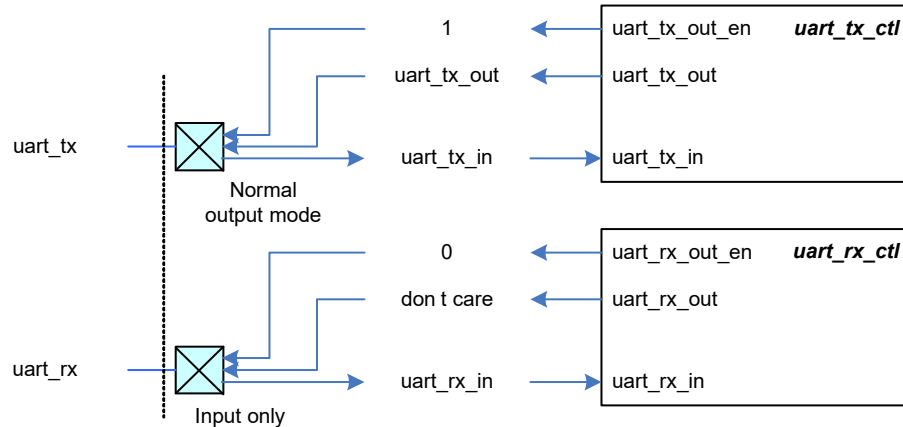 1
uart_tx_out_en
uart_tx_ctl
uart_tx_out
uart_tx_out
uart_tx
uart_tx_in
uart_tx_in
Normal
output mode
0
uart_rx_out_en
uart_rx_ctl
don t care
uart_rx_out
uart_rx
uart_rx_in
uart_rx_in
Input only